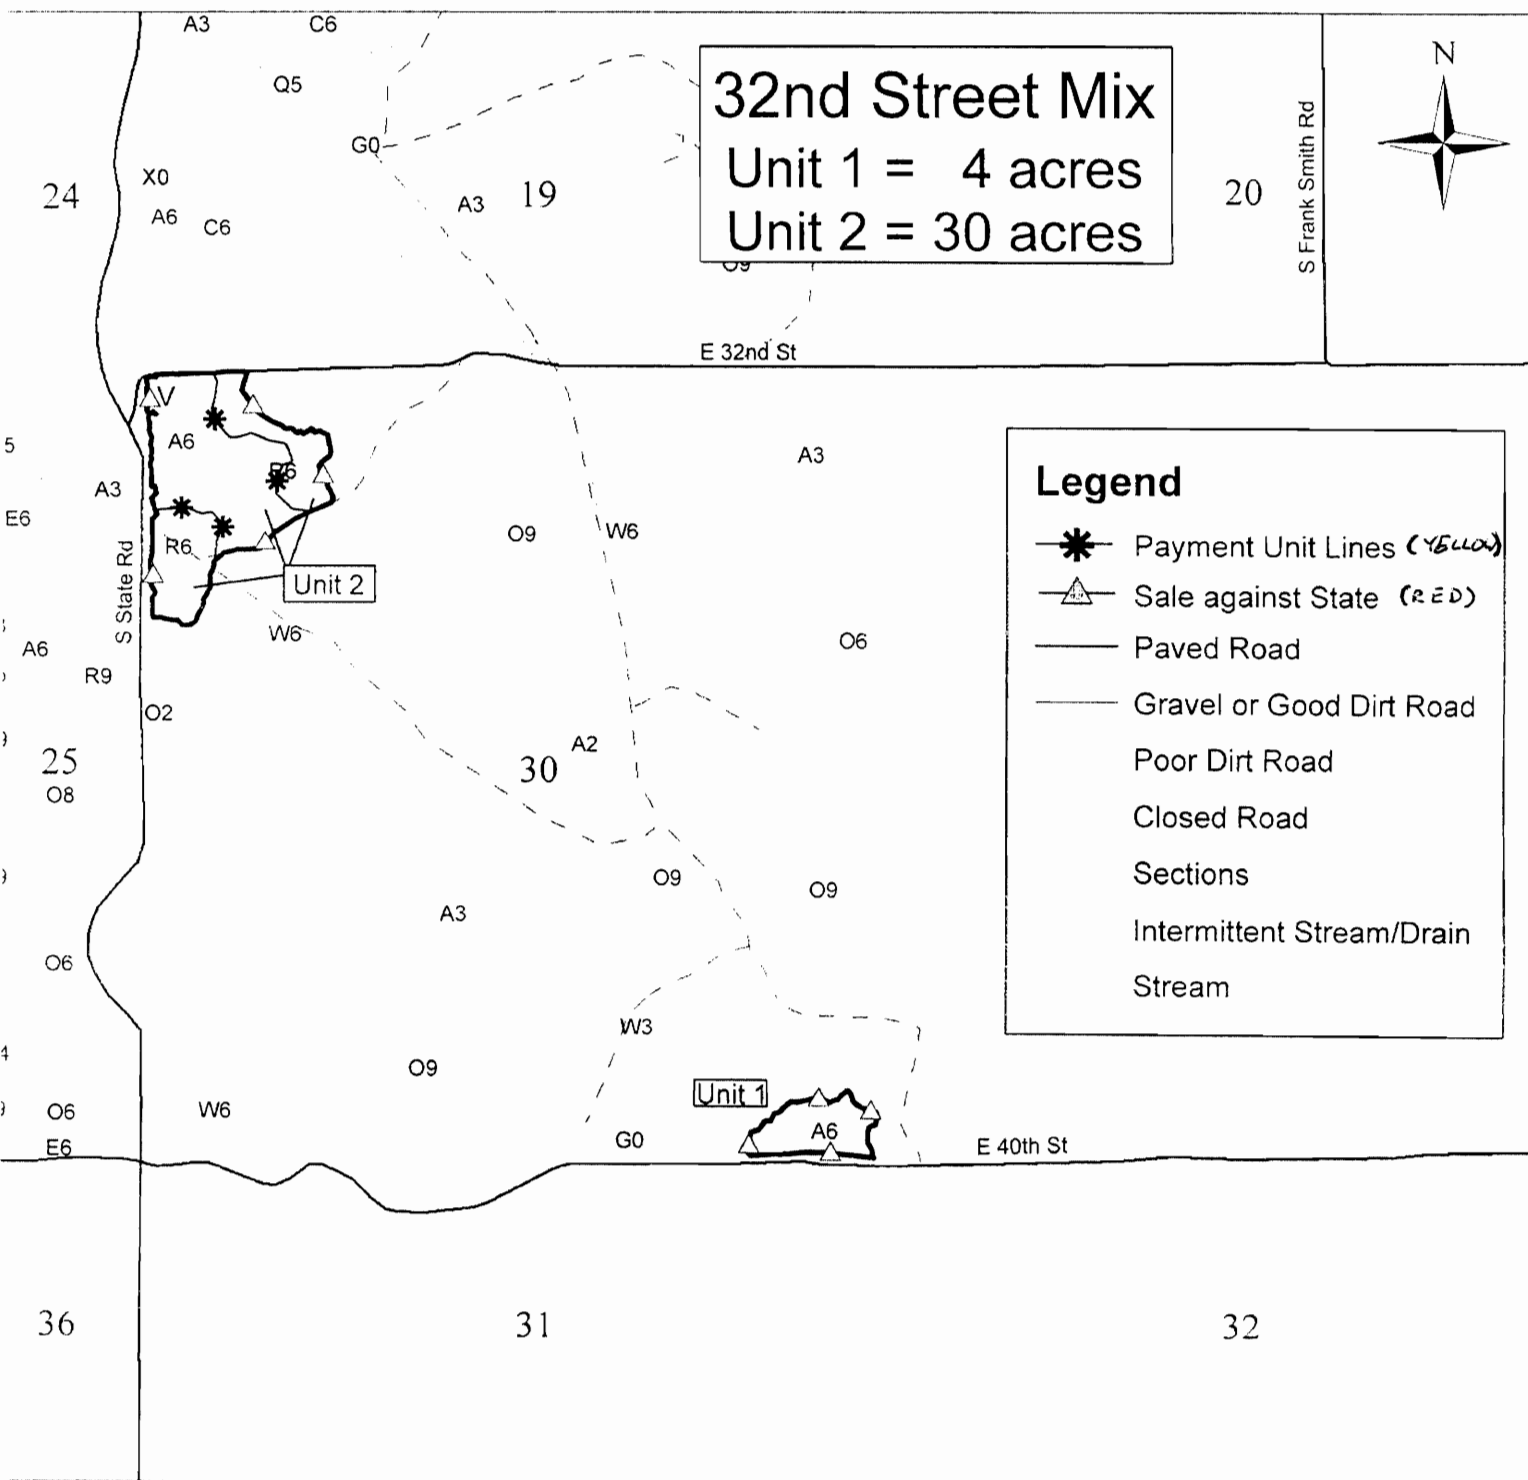 A3 C6
Q5
G0
X0
24
A6 C6
A3 19
32nd Street Mix
Unit 1 = 4 acres
Unit 2 = 30 acres
O9
20
S Frank Smith Rd
N
E 32nd St
V
A6
5
A3
E6
R6
R6
Unit 2
S State Rd
O9
W6
A3
O6
W6
A6
R9
O2
25
O8
A2
30
Legend
Payment Unit Lines (YELLOW)
Sale against State (RED)
Paved Road
Gravel or Good Dirt Road
Poor Dirt Road
Closed Road
Sections
Intermittent Stream/Drain
Stream
O9
O9
A3
O6
W3
O9
4
O6
W6
E6
Unit 1
A6
G0
E 40th St
36
31
32